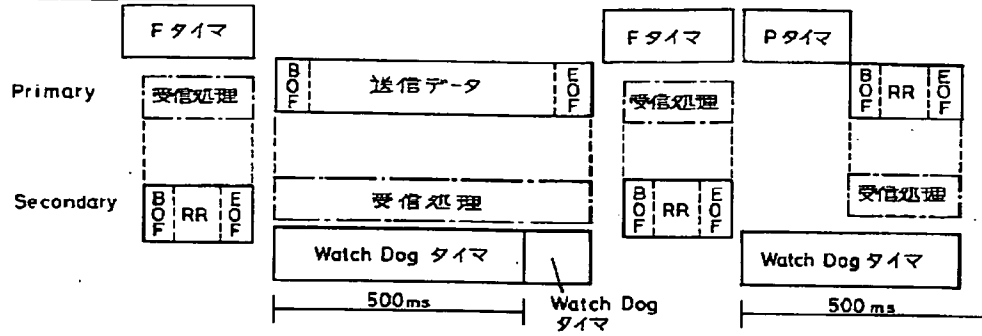 Fタイマ
Fタイマ
Pタイマ
Primary
受信処理
BOF
送信データ
EOF
受信処理
BOF
RR
EOF
Secondary
BOF
RR
EOF
受信処理
BOF
RR
EOF
受信処理
Watch Dog タイマ
Watch Dog タイマ
500ms
Watch Dog
タイマ
500ms